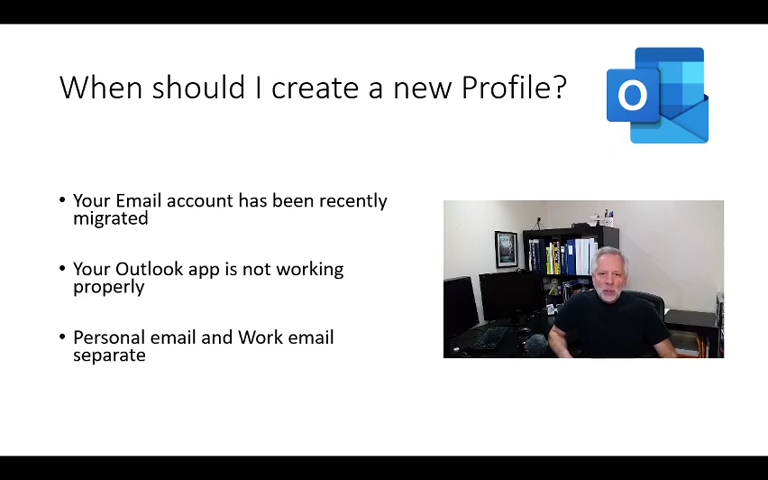 When should I create a new Profile?
O
• Your Email account has been recently
migrated
• Your Outlook app is not working
properly
• Personal email and Work email
separate